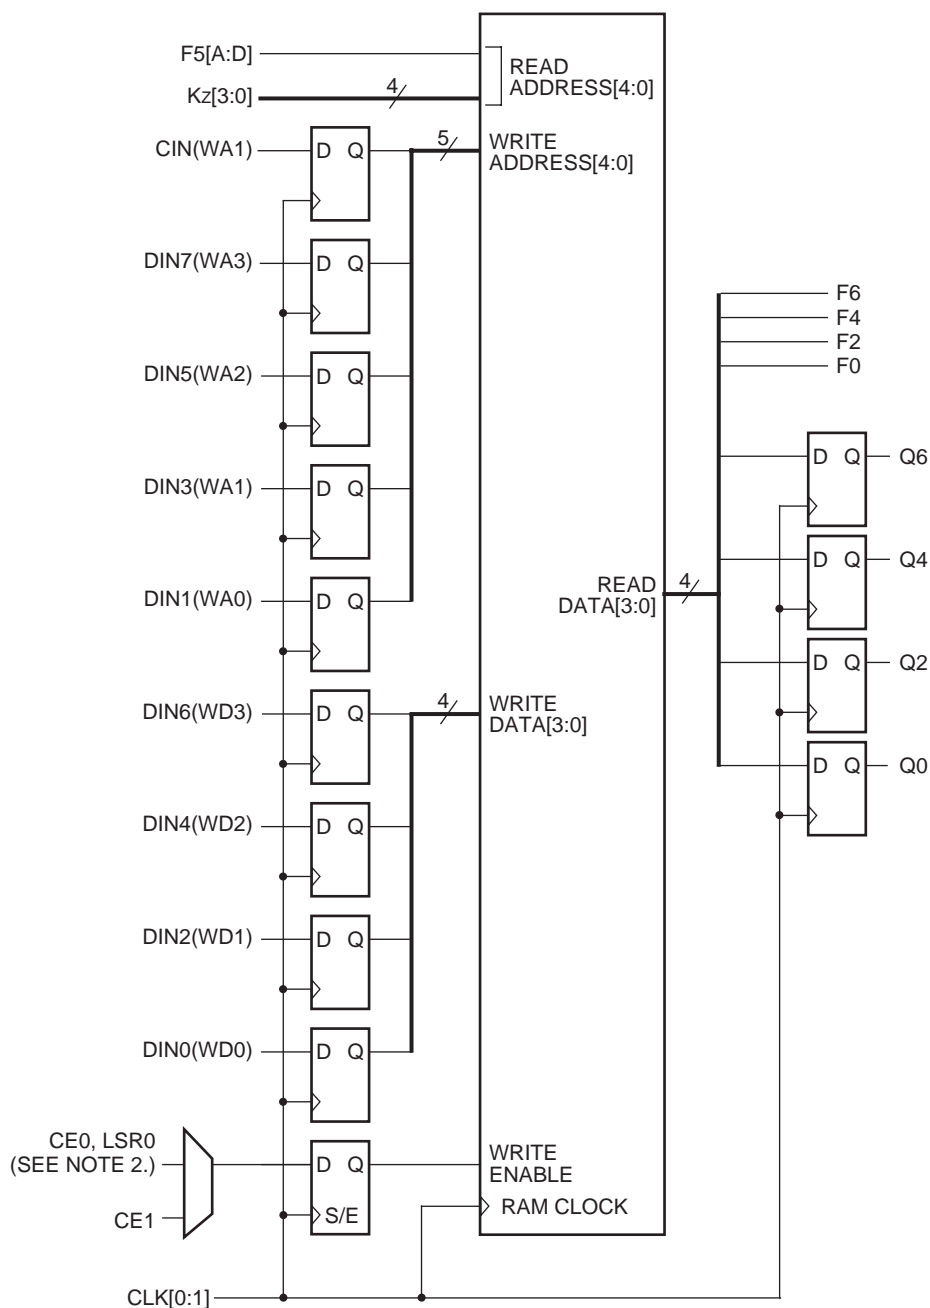 F5[A:D]
KZ[3:0]
4
READ
ADDRESS[4:0]
CIN(WA1)
D Q
5
WRITE
ADDRESS[4:0]
DIN7(WA3)
D Q
DIN5(WA2)
D Q
DIN3(WA1)
D Q
DIN1(WA0)
D Q
DIN6(WD3)
D Q
4
WRITE
DATA[3:0]
DIN4(WD2)
D Q
DIN2(WD1)
D Q
DIN0(WD0)
D Q
CE0, LSR0
(SEE NOTE 2.)
CE1
D Q
S/E
WRITE
ENABLE
RAM CLOCK
CLK[0:1]
READ
DATA[3:0]
4
F6
F4
F2
F0
D Q
Q6
D Q
Q4
D Q
Q2
D Q
Q0